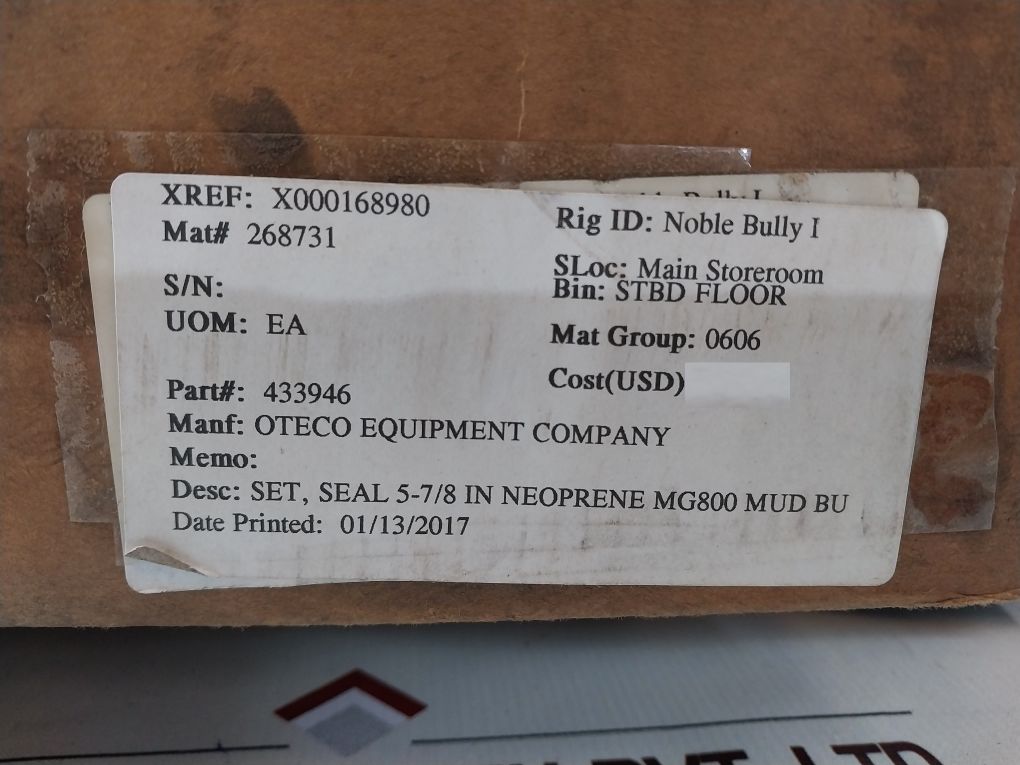 XREF: X000168980
Mat# 268731
S/N:
UOM: EA
Rig ID: Noble Bully I
SLoc: Main Storeroom
Bin: STBD FLOOR
Mat Group: 0606
Cost(USD)
Part#: 433946
Manf: OTECO EQUIPMENT COMPANY
Memo:
Desc: SET, SEAL 5-7/8 IN NEOPRENE MG800 MUD BU
Date Printed: 01/13/2017
PVT. LTD